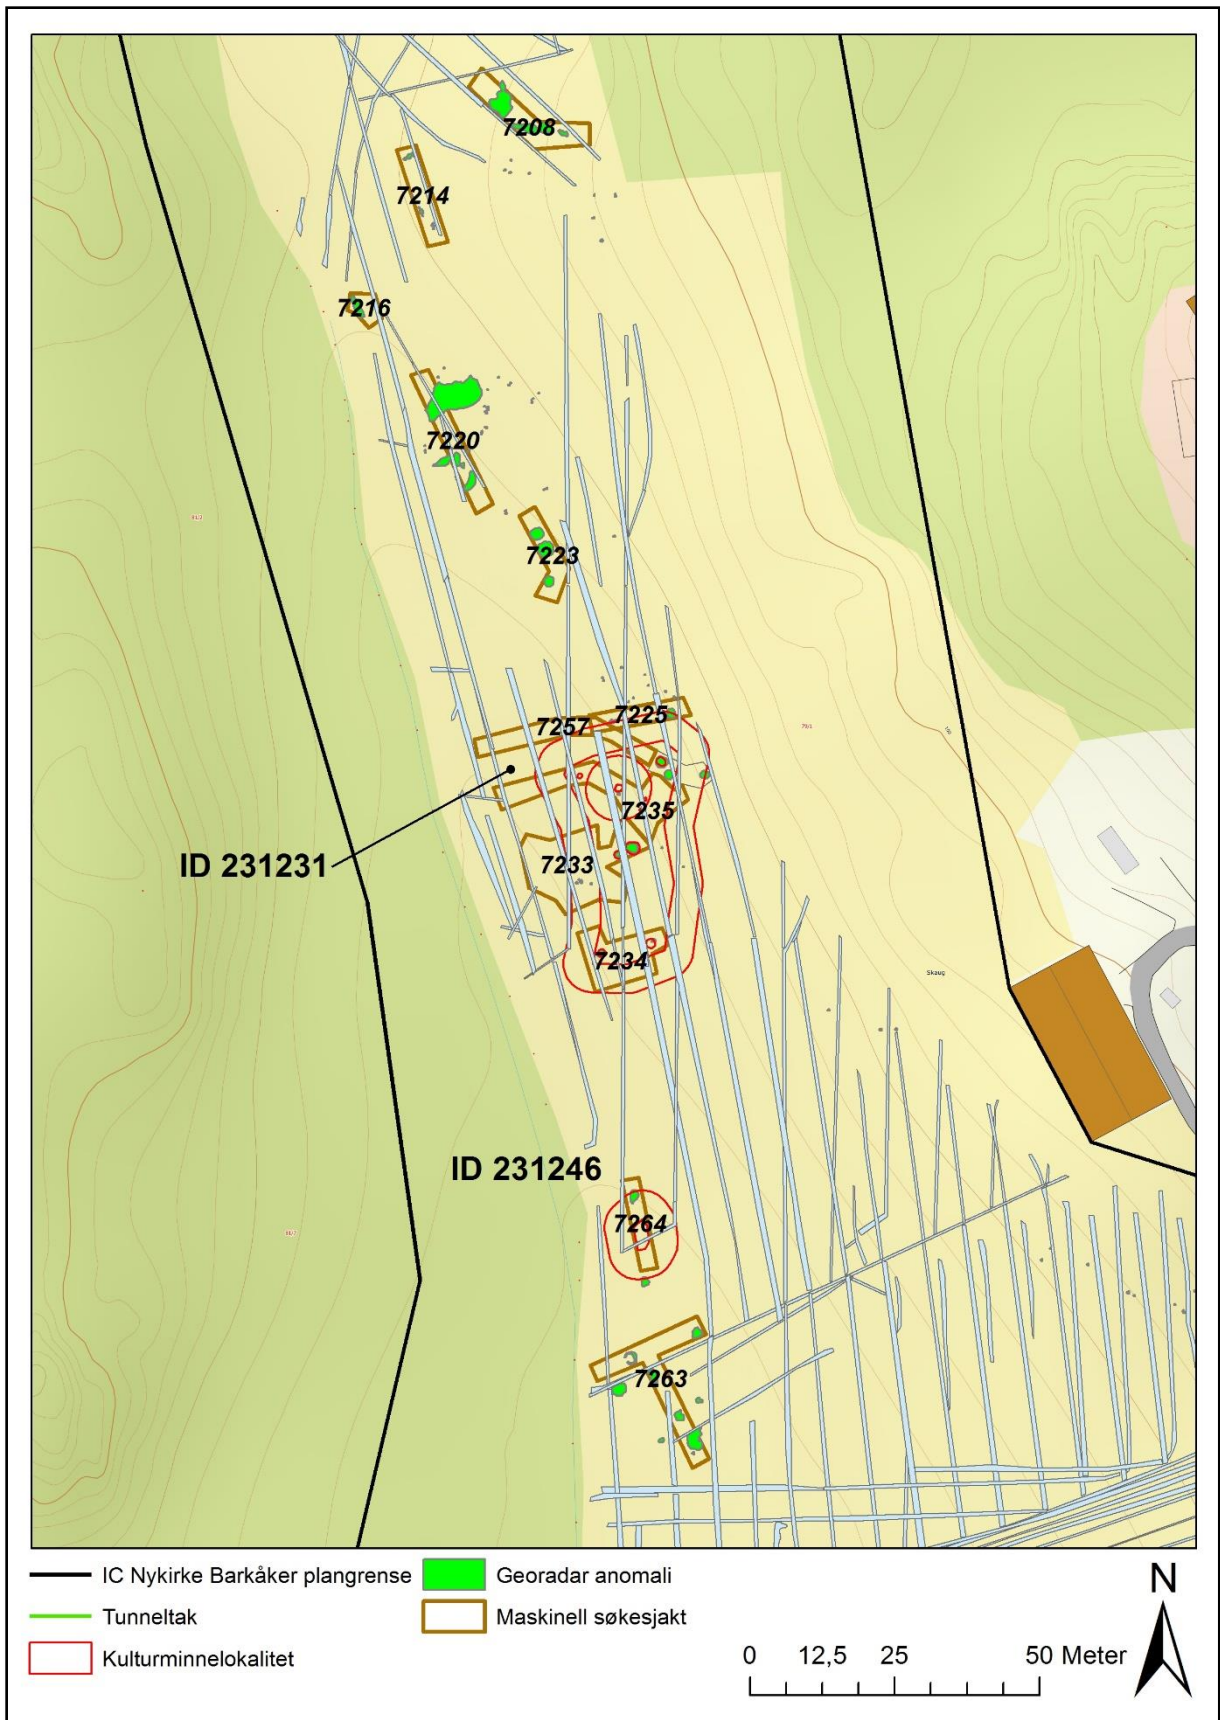 7208
7214
7216
7220
7223
7225
7257
7235
ID 231231
7233
7234
Skaug
ID 231246
7264
7263
IC Nykirke Barkåker plangrense
Georadar anomali
Tunneltak
Maskinell søkesjakt
Kulturminnelokalitet
N
0 12,5 25 50 Meter